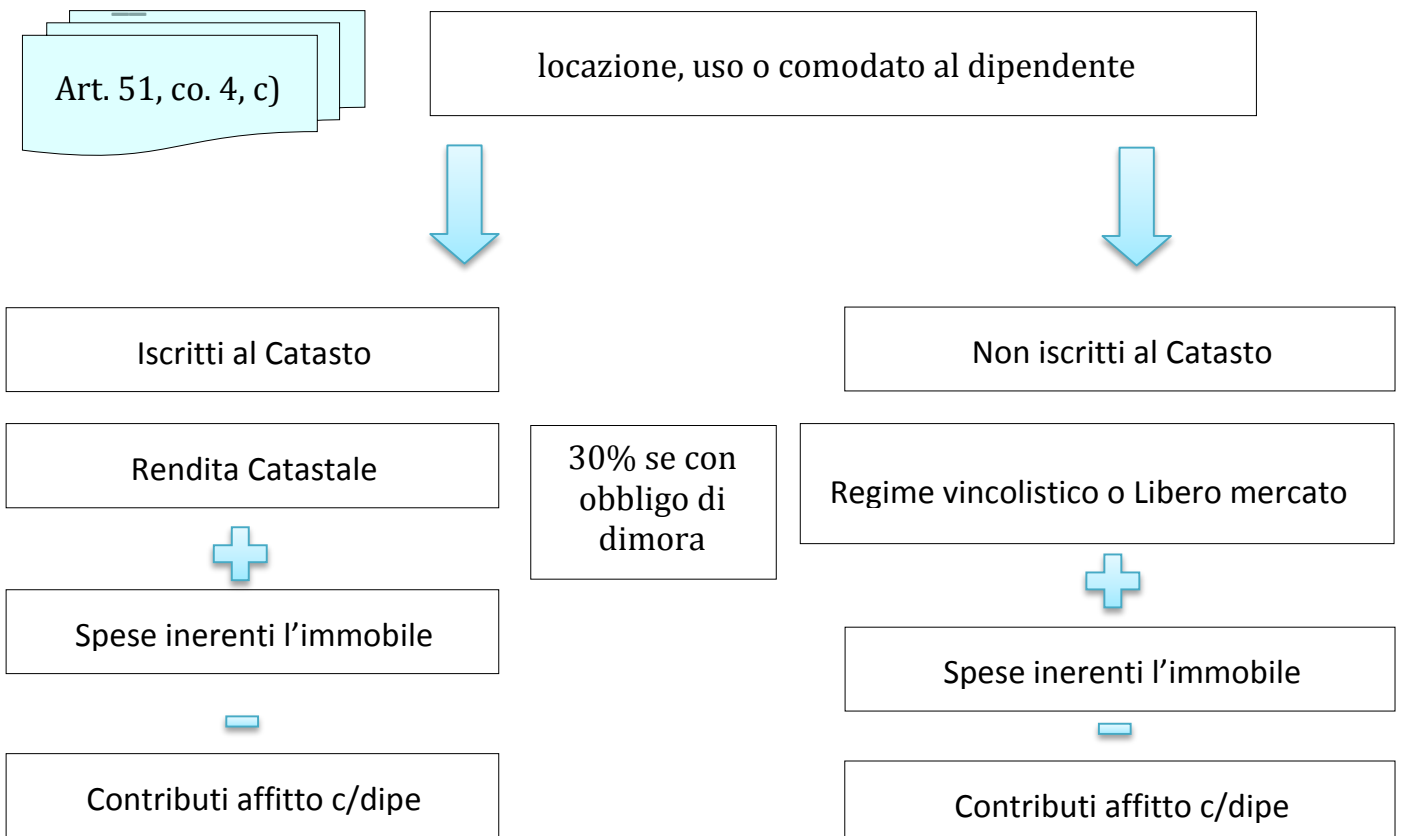 Art. 51, co. 4, c)
locazione, uso o comodato al dipendente
Iscritti al Catasto
Non iscritti al Catasto
Rendita Catastale
30% se con
obbligo di
dimora
Regime vincolistico o Libero mercato
Spese inerenti l’immobile
Spese inerenti l’immobile
Contributi affitto c/dipe
Contributi affitto c/dipe